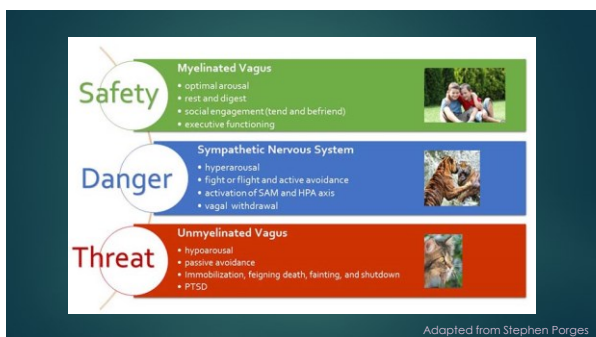 Safety
Myelinated Vagus
• optimal arousal
• rest and digest
• social engagement (tend and befriend)
• executive functioning
Danger
Sympathetic Nervous System
• hyperarousal
• fight or flight and active avoidance
• activation of SAM and HPA axis
• vagal withdrawal
Threat
Unmyelinated Vagus
• hypoarousal
• passive avoidance
• Immobilization, feigning death, fainting, and shutdown
• PTSD
Adapted from Stephen Porges